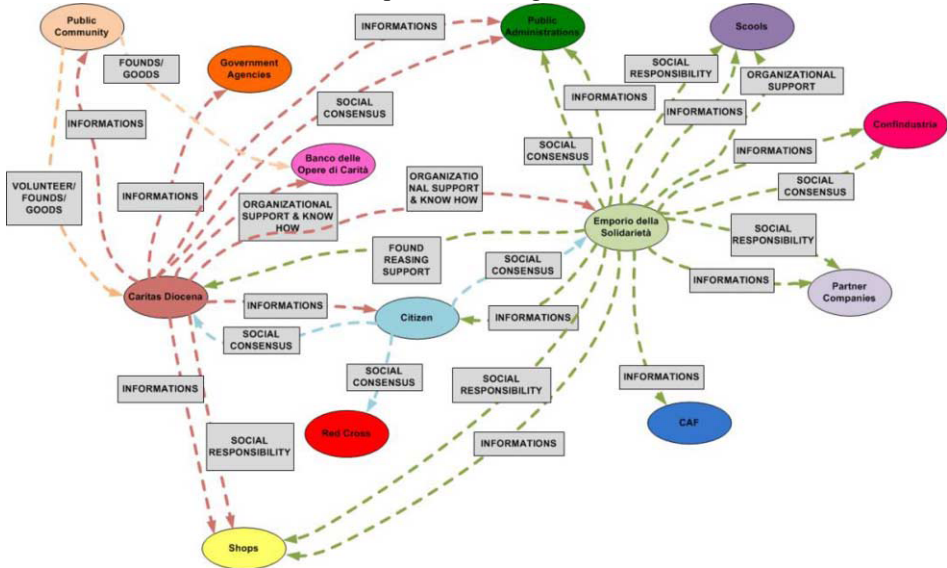 Public
Community
INFORMATIONS
Public
Administrations
Scools
FOUNDS/
GOODS
Government
Agencies
SOCIAL
RESPONSIBILITY
ORGANIZATIONAL
SUPPORT
SOCIAL
CONSENSUS
INFORMATIONS
INFORMATIONS
INFORMATIONS
Confindustria
SOCIAL
CONSENSUS
INFORMATIONS
Banco delle
Opere di Carità
ORGANIZATIO
NAL SUPPORT
& KNOW HOW
SOCIAL
CONSENSUS
VOLUNTEER/
FOUNDS/
GOODS
INFORMATIONS
ORGANIZATIONAL
SUPPORT & KNOW
HOW
Emporio della
Solidarietà
SOCIAL
RESPONSIBILITY
FOUND
REASING
SUPPORT
SOCIAL
CONSENSUS
INFORMATIONS
Partner
Companies
Caritas Diocena
INFORMATIONS
Citizen
INFORMATIONS
SOCIAL
CONSENSUS
SOCIAL
CONSENSUS
INFORMATIONS
SOCIAL
RESPONSIBILITY
INFORMATIONS
Red Cross
CAF
SOCIAL
RESPONSIBILITY
INFORMATIONS
Shops